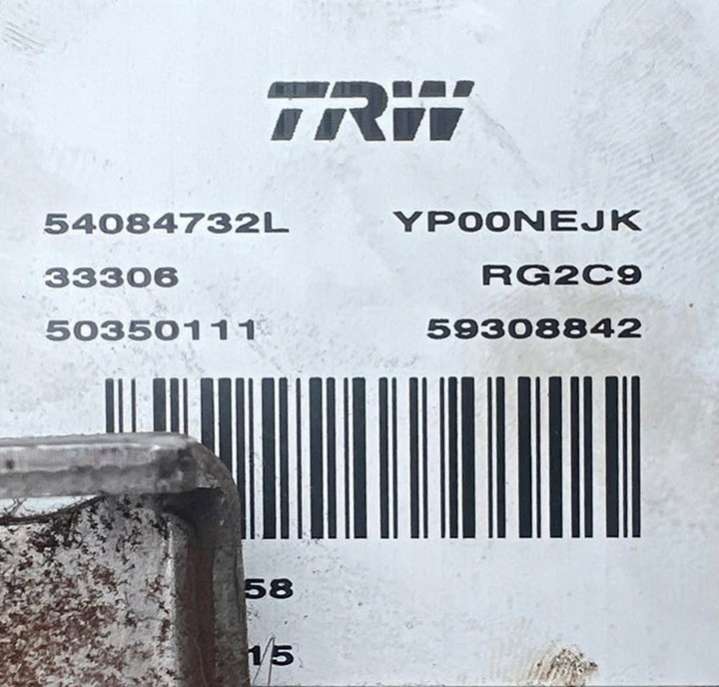 TRW
54084732L YP00NEJK
33306 RG2C9
50350111 59308842
58
15